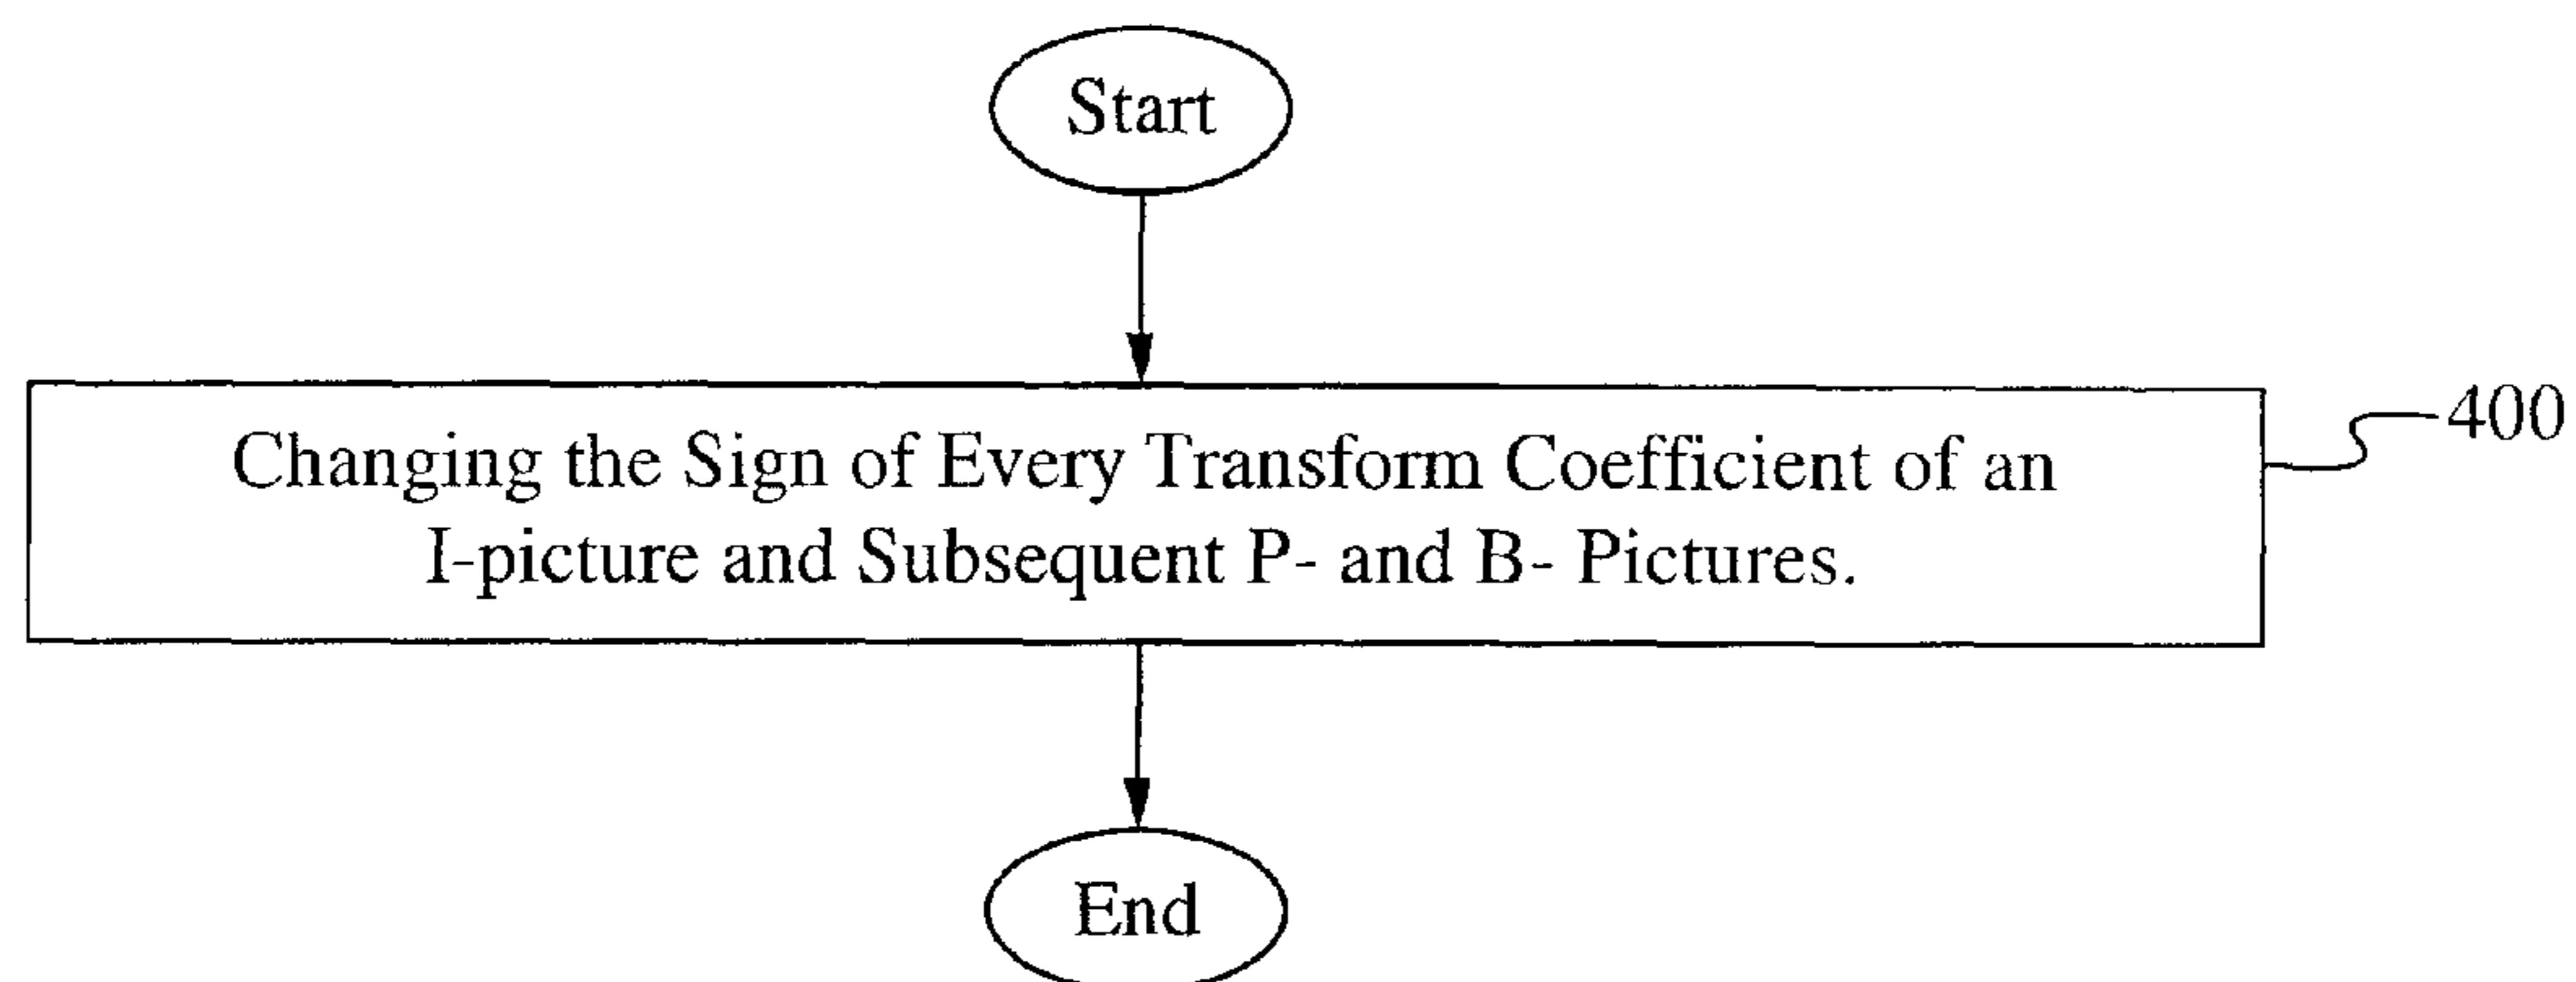 Start
400
Changing the Sign of Every Transform Coefficient of an
I-picture and Subsequent P- and B- Pictures.
End